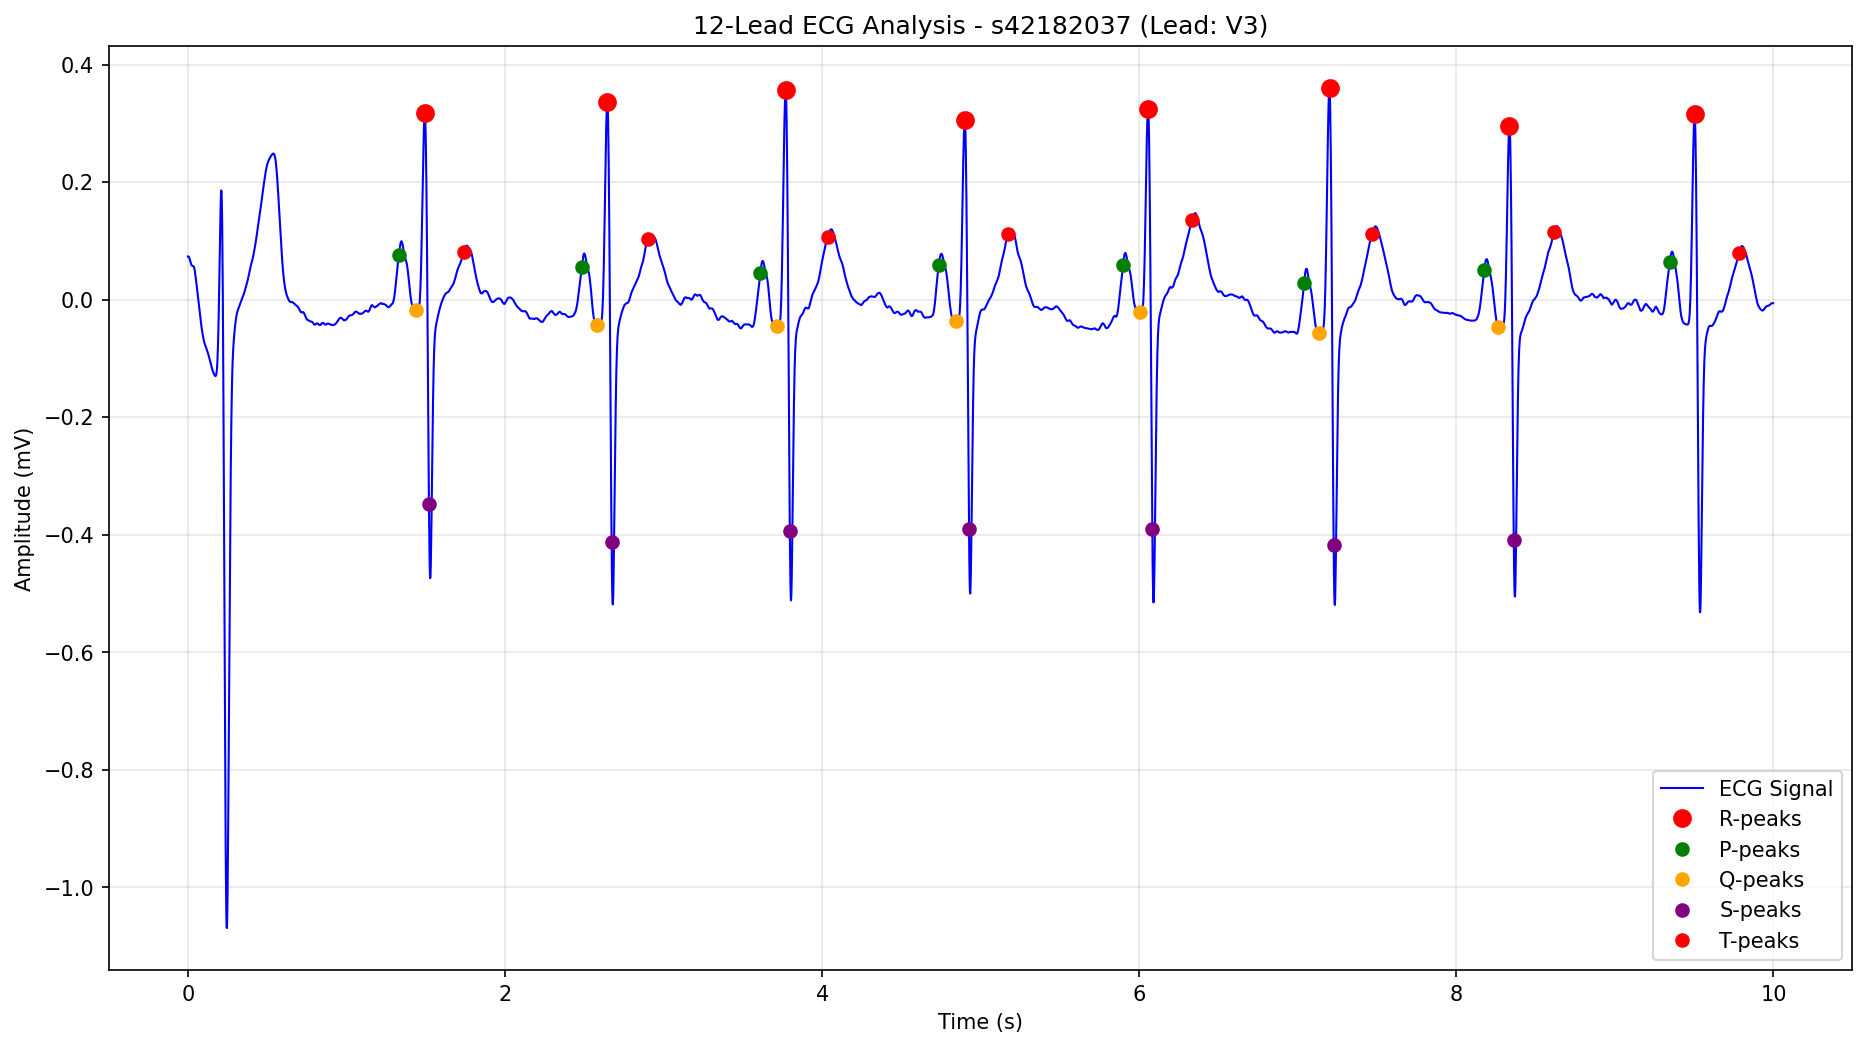 12-Lead ECG Analysis - s42182037 (Lead: V3)
Amplitude (mV)
0.4
0.2
0.0
−0.2
−0.4
−0.6
−0.8
−1.0
0 2 4 6 8 10
Time (s)
ECG Signal
R-peaks
P-peaks
Q-peaks
S-peaks
T-peaks